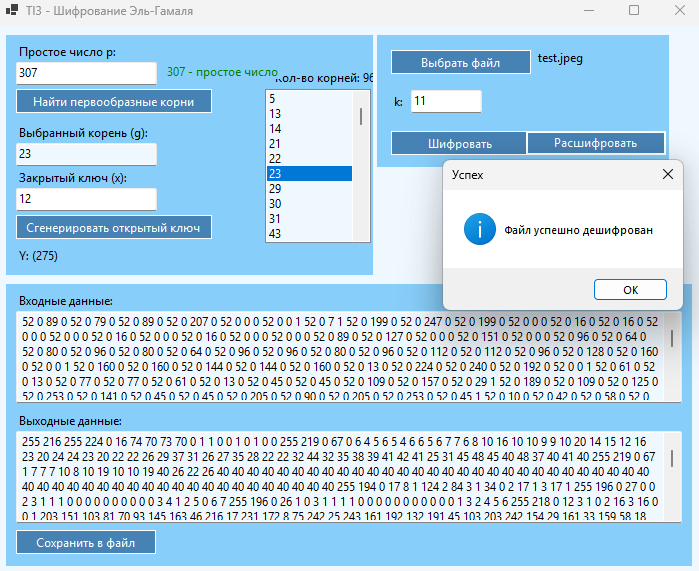 TI3 - Шифрование Эль-Гамаля
Простое число p:
307
307 - простое число
Кол-во корней: 96
Найти первообразные корни
Выбранный корень (g):
23
Закрытый ключ (x):
12
Сгенерировать открытый ключ
Y: (275)
5
13
14
21
22
23
29
30
31
43
Выбрать файл
test.jpeg
k:
11
Шифровать
Расшифровать
Успех
Файл успешно дешифрован
OK
Входные данные:
52 0 89 0 52 0 79 0 52 0 89 0 52 0 207 0 52 0 0 0 52 0 0 1 52 0 7 1 52 0 199 0 52 0 247 0 52 0 199 0 52 0 0 0 52 0 16 0 52 0 16 0 52
0 0 0 52 0 0 0 52 0 16 0 52 0 0 0 52 0 16 0 52 0 0 0 52 0 0 0 52 0 89 0 52 0 127 0 52 0 0 0 52 0 151 0 52 0 0 0 52 0 96 0 52 0 64 0
52 0 80 0 52 0 96 0 52 0 80 0 52 0 64 0 52 0 96 0 52 0 96 0 52 0 80 0 52 0 96 0 52 0 112 0 52 0 112 0 52 0 96 0 52 0 128 0 52 0 160
0 52 0 0 1 52 0 160 0 52 0 160 0 52 0 144 0 52 0 144 0 52 0 160 0 52 0 13 0 52 0 224 0 52 0 240 0 52 0 192 0 52 0 0 1 52 0 61 0 52
0 13 0 52 0 77 0 52 0 77 0 52 0 61 0 52 0 13 0 52 0 45 0 52 0 45 0 52 0 109 0 52 0 157 0 52 0 29 1 52 0 189 0 52 0 109 0 52 0 125 0
52 0 253 0 52 0 141 0 52 0 45 0 52 0 45 0 52 0 205 0 52 0 90 0 52 0 205 0 52 0 253 0 52 0 45 1 52 0 10 0 52 0 42 0 52 0 58 0 52 0
Выходные данные:
255 216 255 224 0 16 74 70 73 70 0 1 1 0 0 1 0 1 0 0 255 219 0 67 0 6 4 5 6 5 4 6 6 5 6 7 7 6 8 10 16 10 10 9 9 10 20 14 15 12 16
23 20 24 24 23 20 22 22 26 29 37 31 26 27 35 28 22 22 32 44 32 35 38 39 41 42 41 25 31 45 48 45 40 48 37 40 41 40 255 219 0 67
1 7 7 7 10 8 10 19 10 10 19 40 26 22 26 40 40 40 40 40 40 40 40 40 40 40 40 40 40 40 40 40 40 40 40 40 40 40 40 40 40 40
40 40 40 40 40 40 40 40 40 40 40 40 40 40 40 40 40 40 255 194 0 17 8 1 124 2 84 3 1 34 0 2 17 1 3 17 1 255 196 0 27 0 0
2 3 1 1 1 0 0 0 0 0 0 0 0 0 0 0 0 3 4 1 2 5 0 6 7 255 196 0 26 1 0 3 1 1 1 1 0 0 0 0 0 0 0 0 0 0 0 0 1 3 2 4 5 6 255 218 0 12 3 1 0 2 16 3 16 0
0 1 203 151 103 81 70 93 145 163 46 216 17 231 172 8 75 242 25 243 161 192 132 191 45 103 203 242 154 29 161 33 159 58 18
Сохранить в файл